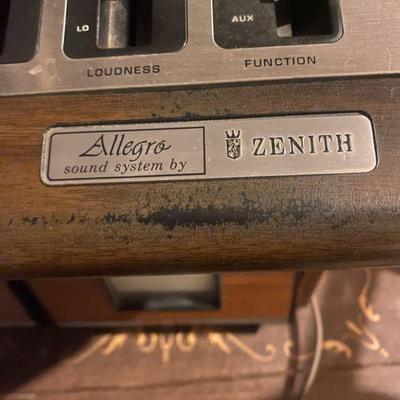 LO
AUX
LOUDNESS
FUNCTION
Allegro
sound system by
ZENITH